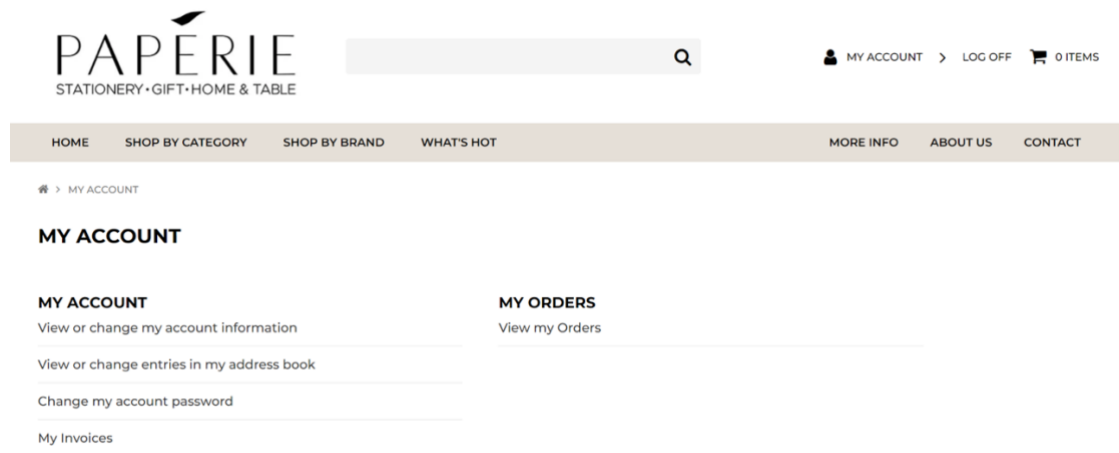 PAPÉRIE
STATIONERY•GIFT•HOME & TABLE
MY ACCOUNT > LOG OFF 0 ITEMS
HOME SHOP BY CATEGORY SHOP BY BRAND WHAT'S HOT MORE INFO ABOUT US CONTACT
> MY ACCOUNT
MY ACCOUNT
MY ACCOUNT
View or change my account information
View or change entries in my address book
Change my account password
My Invoices
MY ORDERS
View my Orders